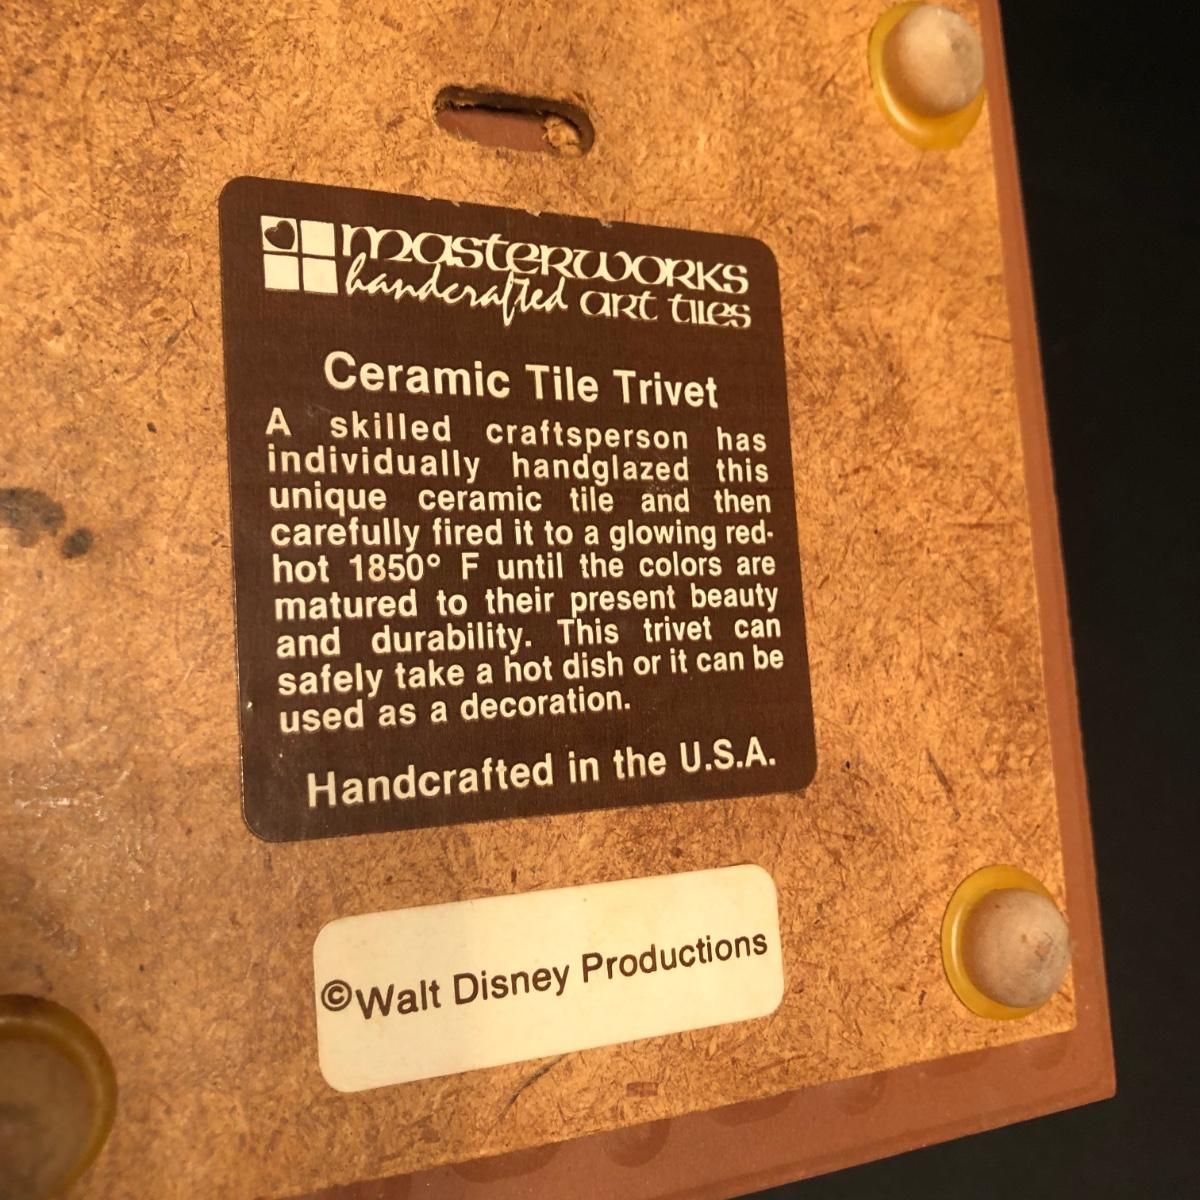 masterworks
handcrafted art tiles
Ceramic Tile Trivet
A skilled craftsperson has
individually handglazed this
unique ceramic tile and then
carefully fired it to a glowing red-
hot 1850° F until the colors are
matured to their present beauty
and durability. This trivet can
safely take a hot dish or it can be
used as a decoration.
Handcrafted in the U.S.A.
©Walt Disney Productions